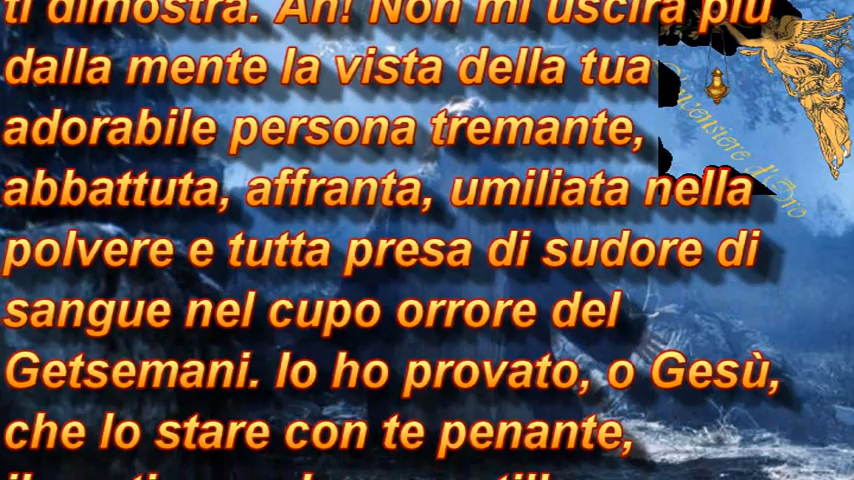 ti dimostra. Ah! Non mi uscirà più
dalla mente la vista della tua
adorabile persona tremante,
abbattuta, affranta, umiliata nella
polvere e tutta presa di sudore di
sangue nel cupo orrore del
Getsemani. Io ho provato, o Gesù,
che lo stare con te penante,
Incensiere d'Oro